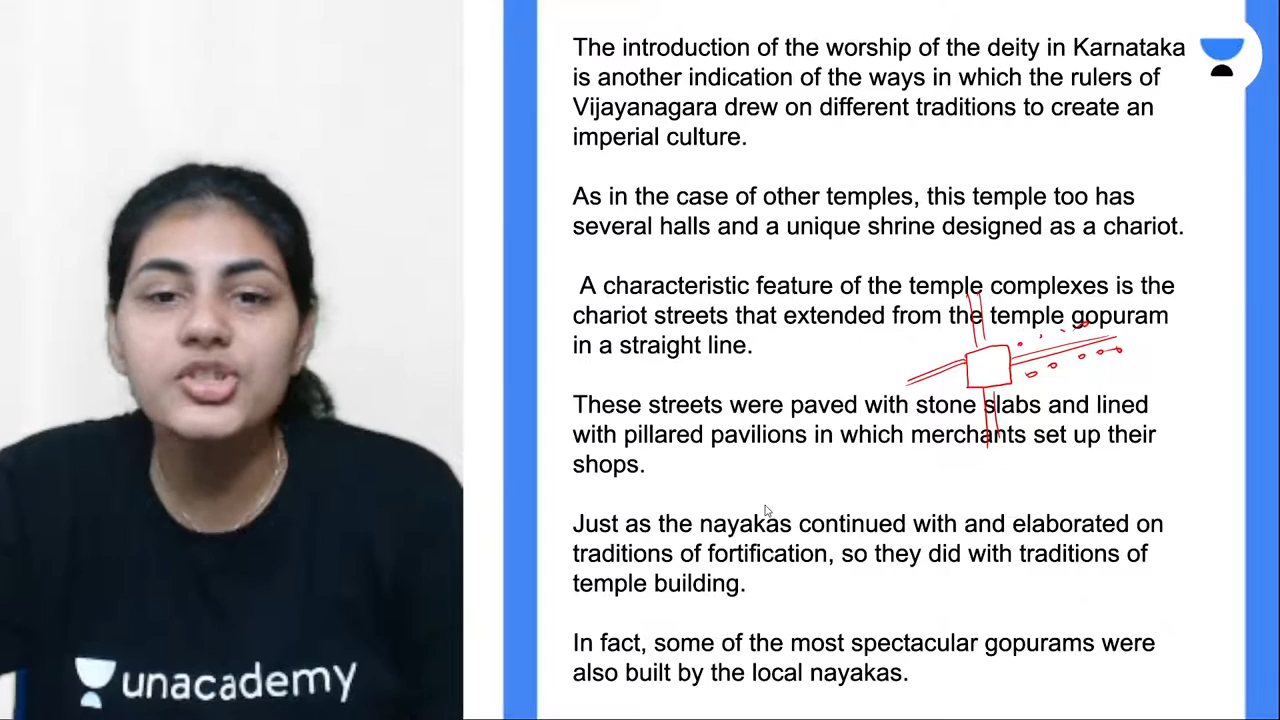 The introduction of the worship of the deity in Karnataka
is another indication of the ways in which the rulers of
Vijayanagara drew on different traditions to create an
imperial culture.
As in the case of other temples, this temple too has
several halls and a unique shrine designed as a chariot.
A characteristic feature of the temple complexes is the
chariot streets that extended from the temple gopuram
in a straight line.
These streets were paved with stone slabs and lined
with pillared pavilions in which merchants set up their
shops.
Just as the nayakas continued with and elaborated on
traditions of fortification, so they did with traditions of
temple building.
In fact, some of the most spectacular gopurams were
also built by the local nayakas.
unacademy